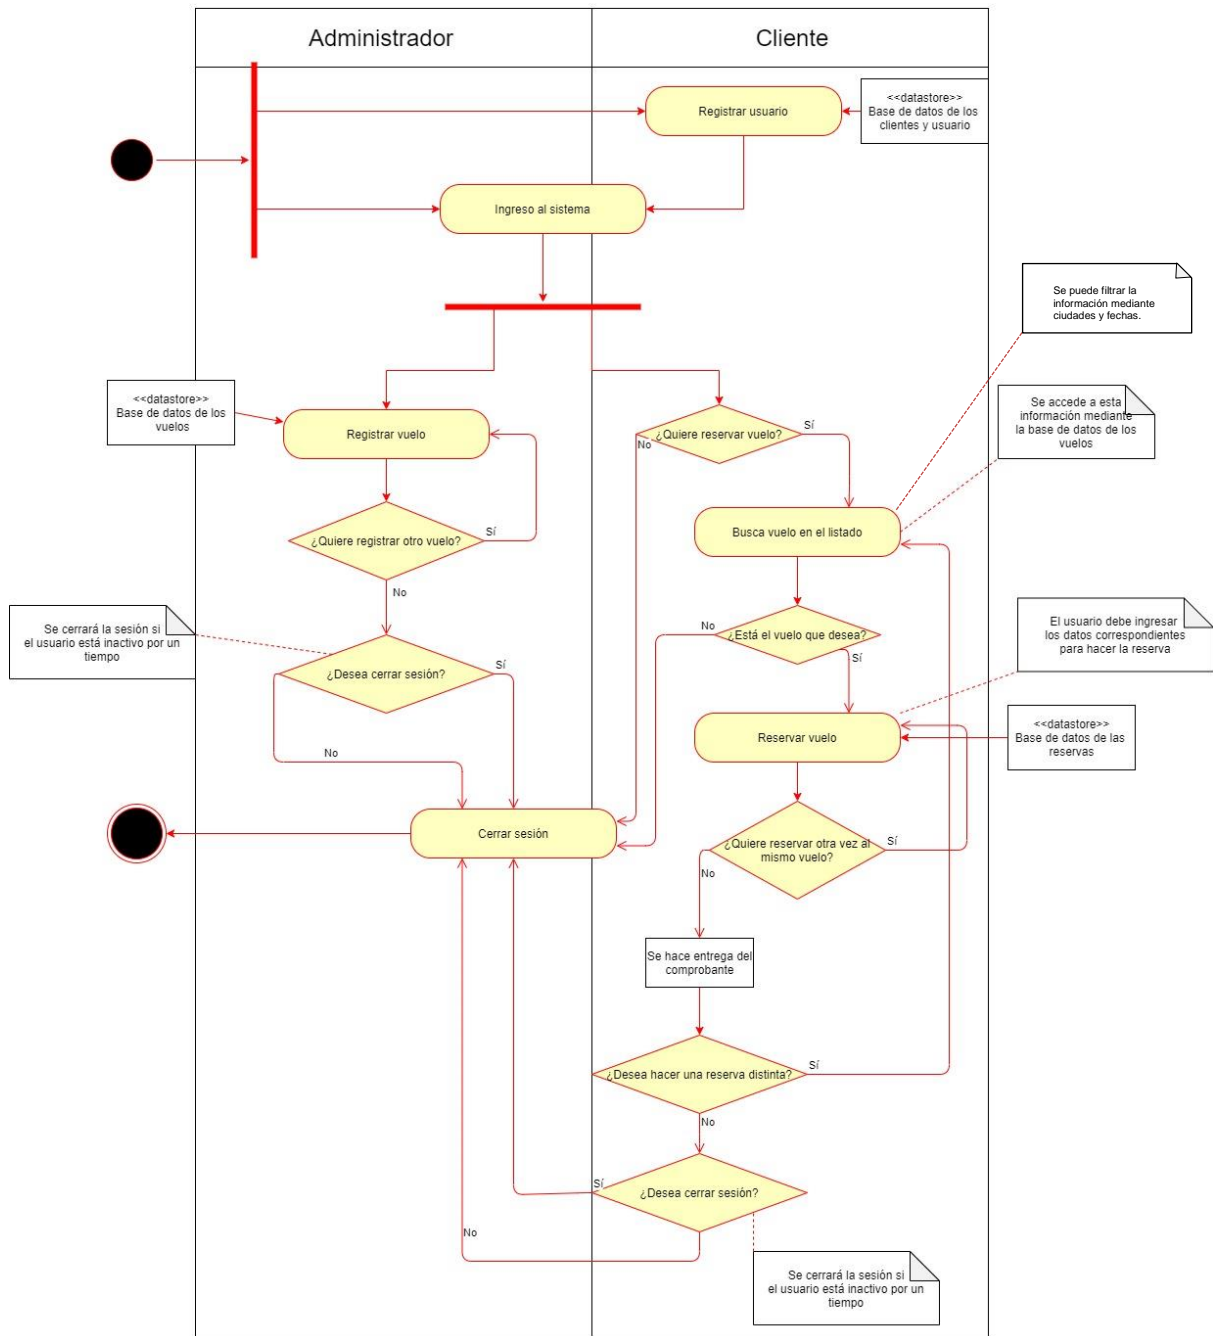 Administrador
Cliente
Registrar usuario
<<datastore>>
Base de datos de los
clientes y usuario
Ingreso al sistema
Se puede filtrar la
información mediante
ciudades y fechas.
<<datastore>>
Base de datos de los
vuelos
Registrar vuelo
¿Quiere reservar vuelo?
Sí
No
Se accede a esta
información mediante
la base de datos de los
vuelos
Busca vuelo en el listado
¿Quiere registrar otro vuelo?
Sí
No
Se cerrará la sesión si
el usuario está inactivo por un
tiempo
¿Está el vuelo que desea?
No
Sí
El usuario debe ingresar
los datos correspondientes
para hacer la reserva
¿Desea cerrar sesión?
Sí
No
Reservar vuelo
<<datastore>>
Base de datos de las
reservas
Cerrar sesión
¿Quiere reservar otra vez al
mismo vuelo?
Sí
No
Se hace entrega del
comprobante
¿Desea hacer una reserva distinta?
Sí
No
¿Desea cerrar sesión?
Sí
No
Se cerrará la sesión si
el usuario está inactivo por un
tiempo